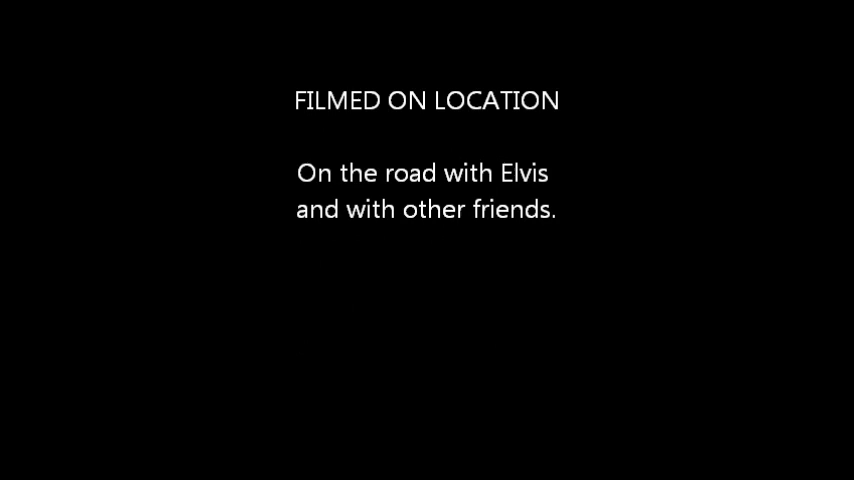 FILMED ON LOCATION
On the road with Elvis
and with other friends.